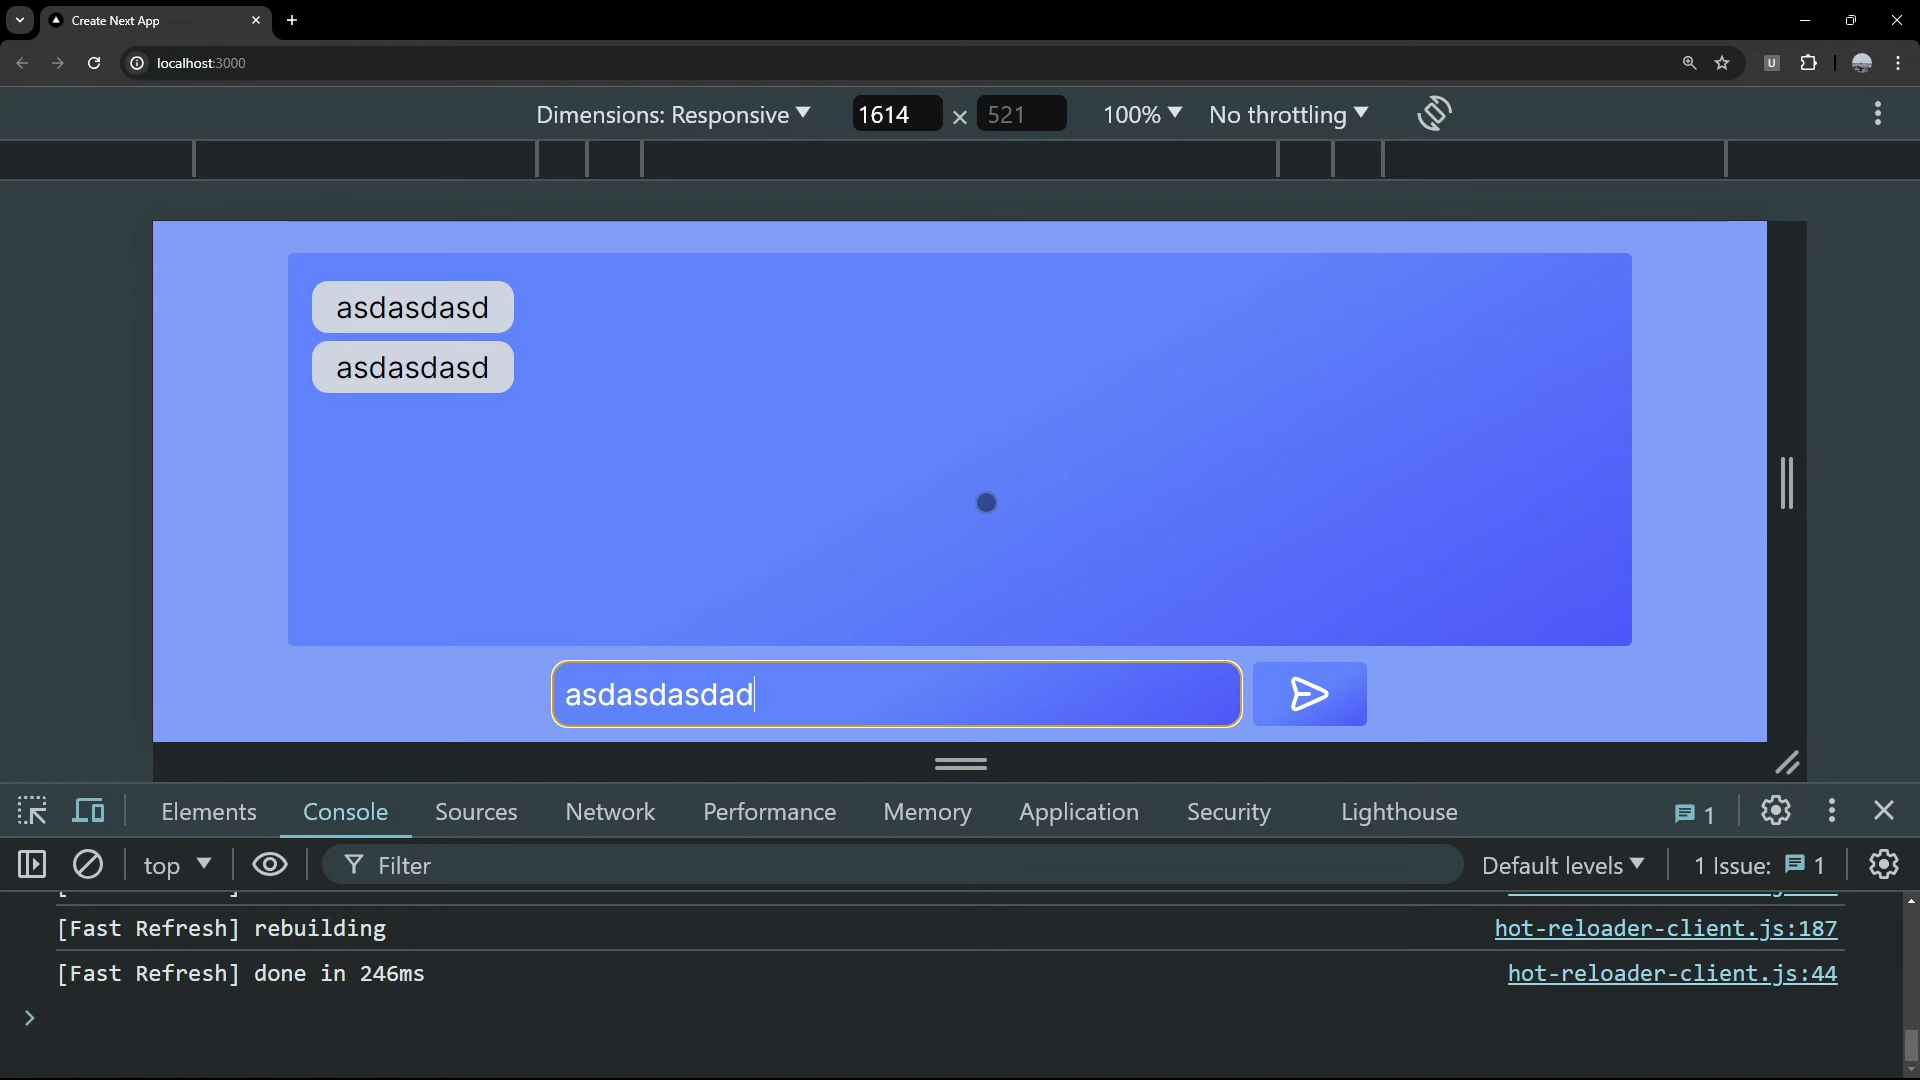 Create Next App
localhost:3000
U
Dimensions: Responsive 1614 × 521 100% No throttling
asdasdasd
asdasdasd
asdasdasdad
Elements Console Sources Network Performance Memory Application Security Lighthouse 1
top Filter Default levels 1 Issue: 1
[Fast Refresh] rebuilding hot-reloader-client.js:187
[Fast Refresh] done in 246ms hot-reloader-client.js:44